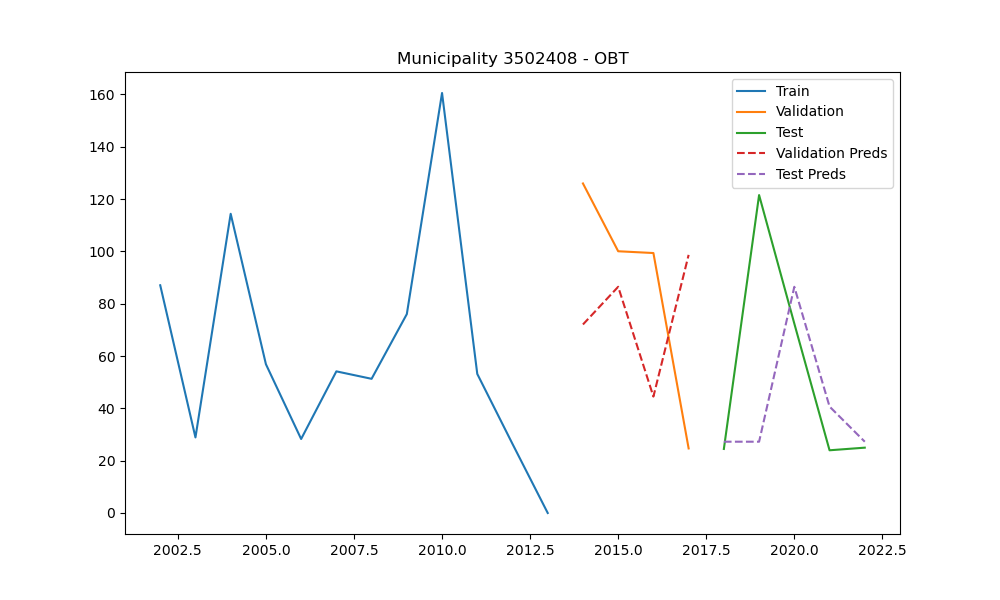 Municipality 3502408 - OBT
Train
Validation
Test
Validation Preds
Test Preds
160
140
120
100
80
60
40
20
0
2002.5 2005.0 2007.5 2010.0 2012.5 2015.0 2017.5 2020.0 2022.5